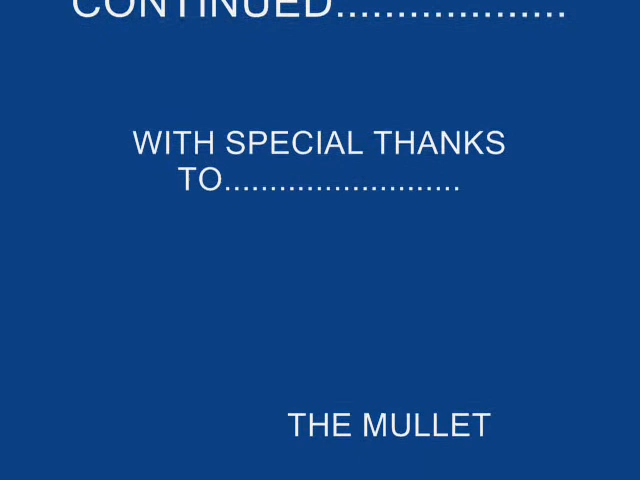 CONTINUED...................
WITH SPECIAL THANKS
TO..........................
THE MULLET